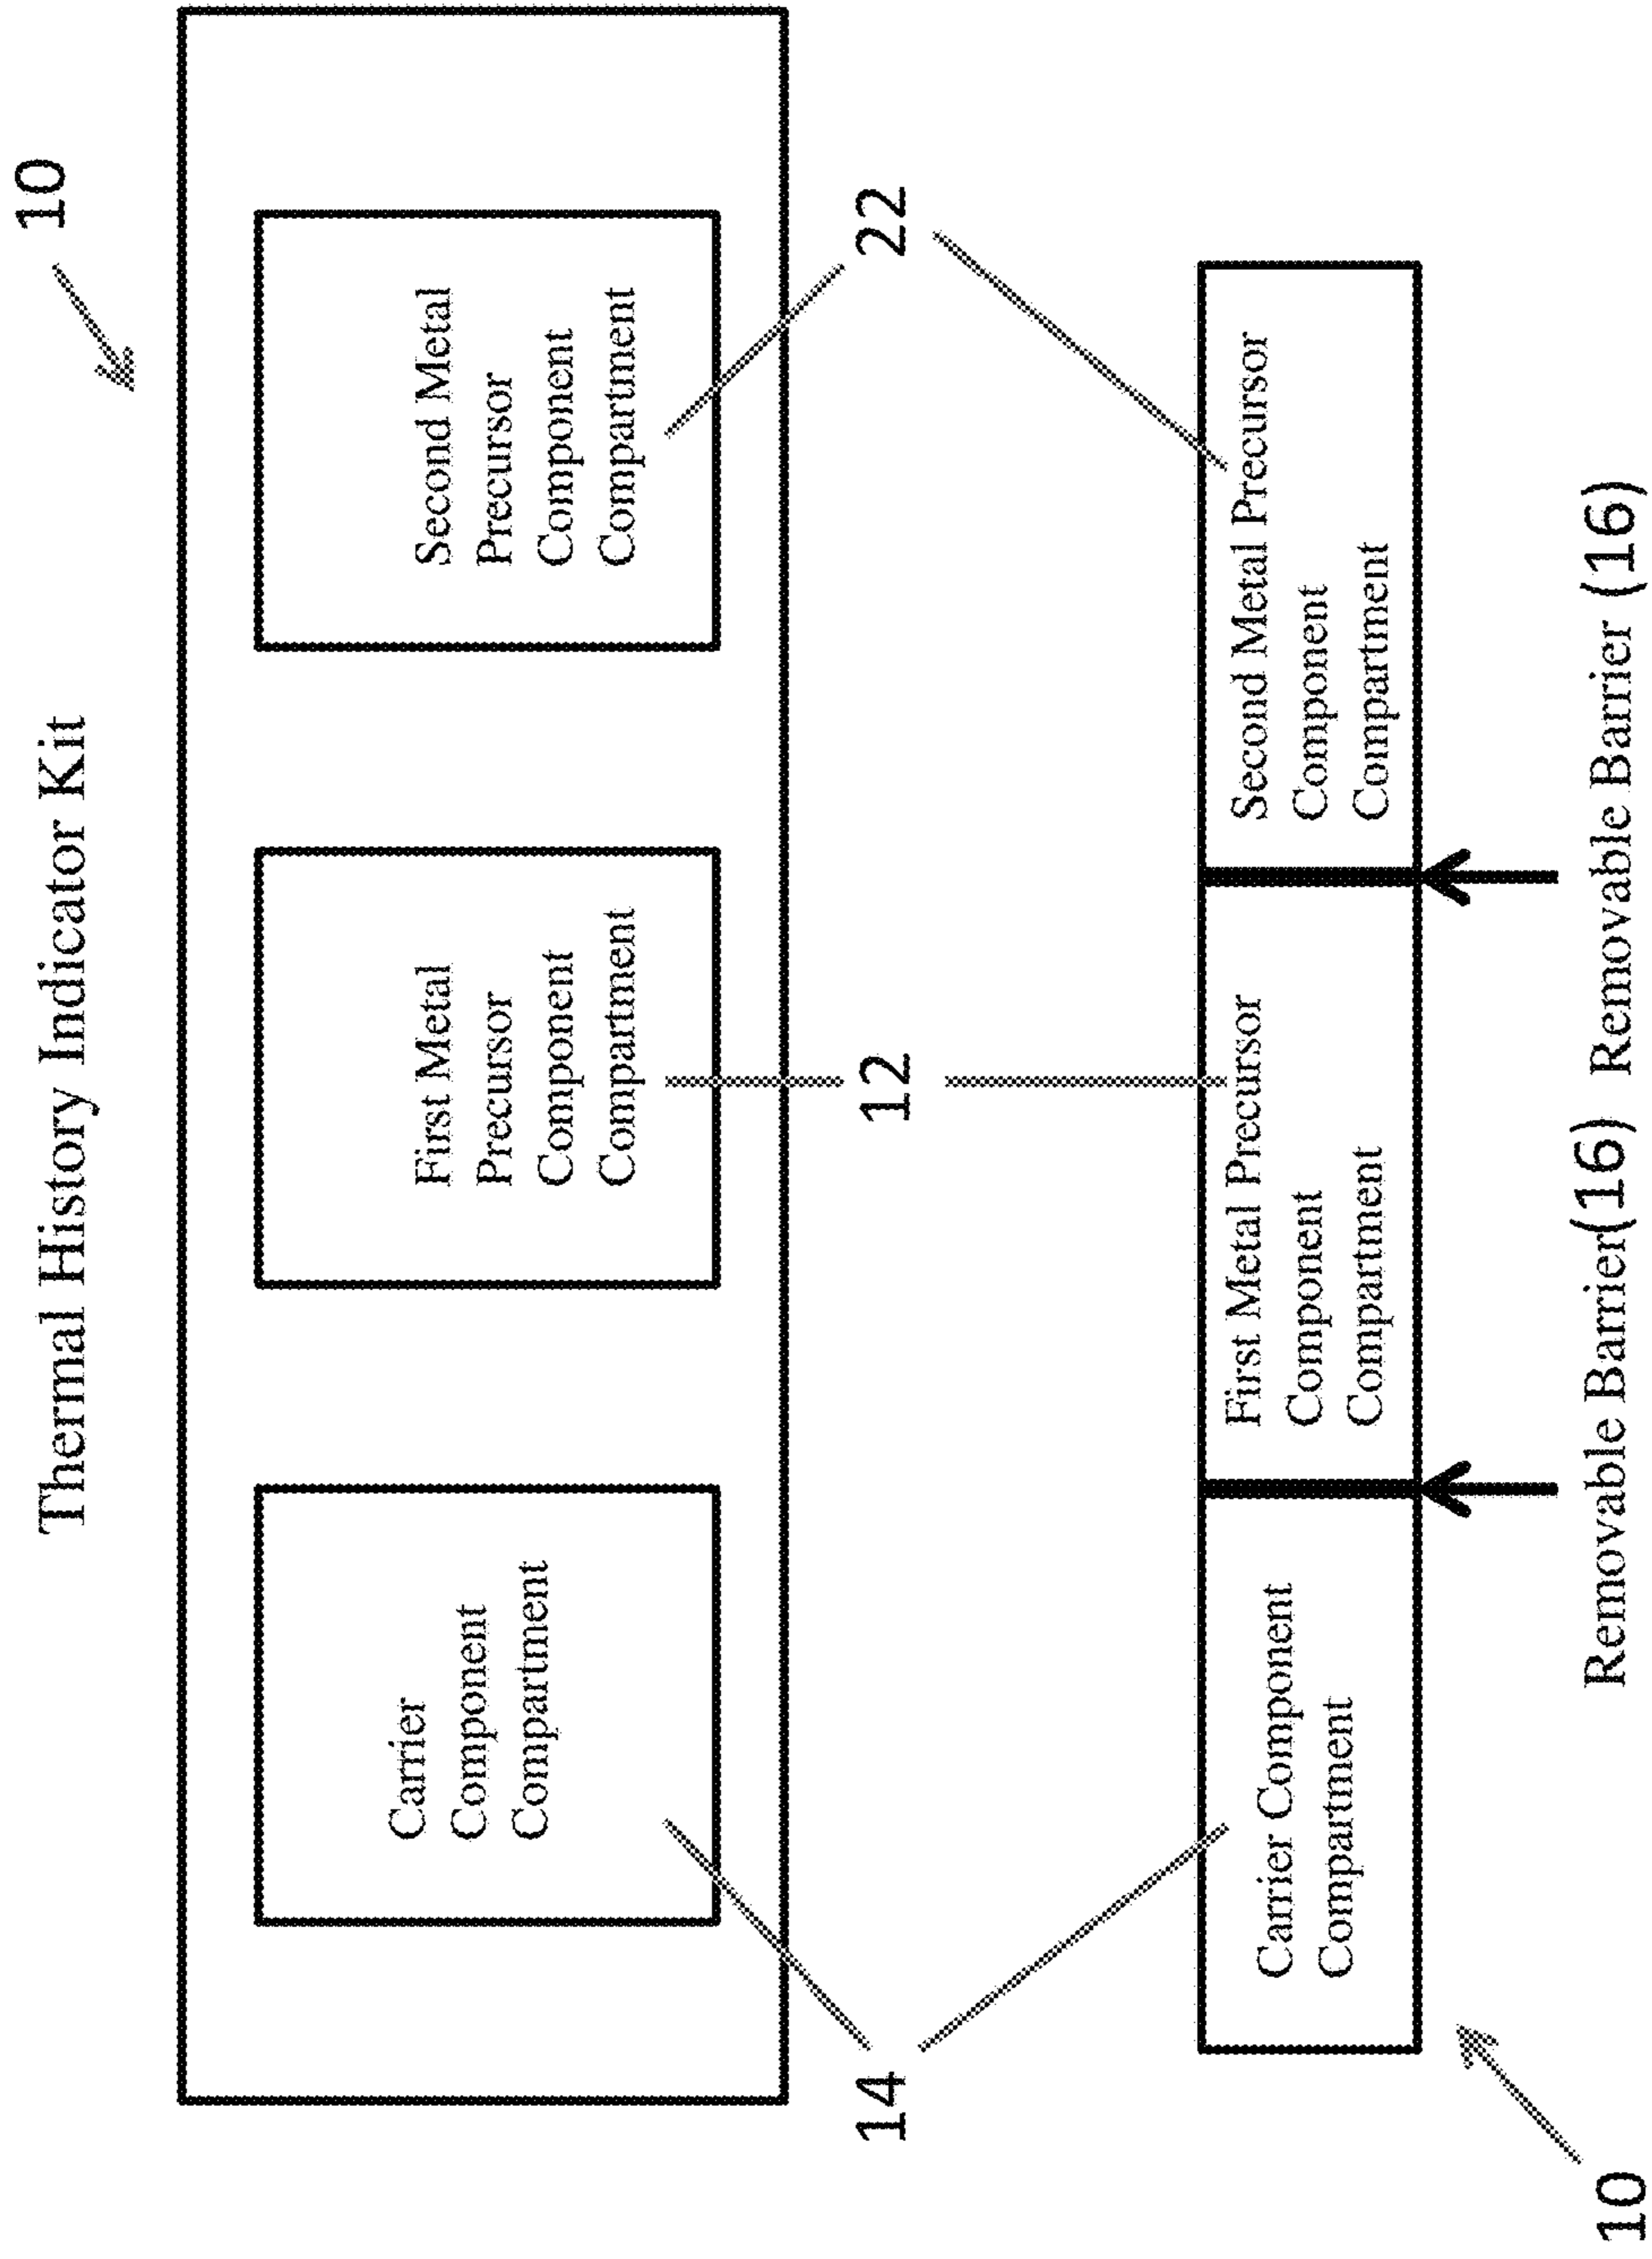 Thermal History Indicator Kit
10
Carrier
Component
Compartment
First Metal
Precursor
Component
Compartment
Second Metal
Precursor
Component
Compartment
14
12
22
Carrier Component
Compartment
First Metal Precursor
Component
Compartment
Second Metal Precursor
Component
Compartment
10
Removable Barrier(16)
Removable Barrier (16)